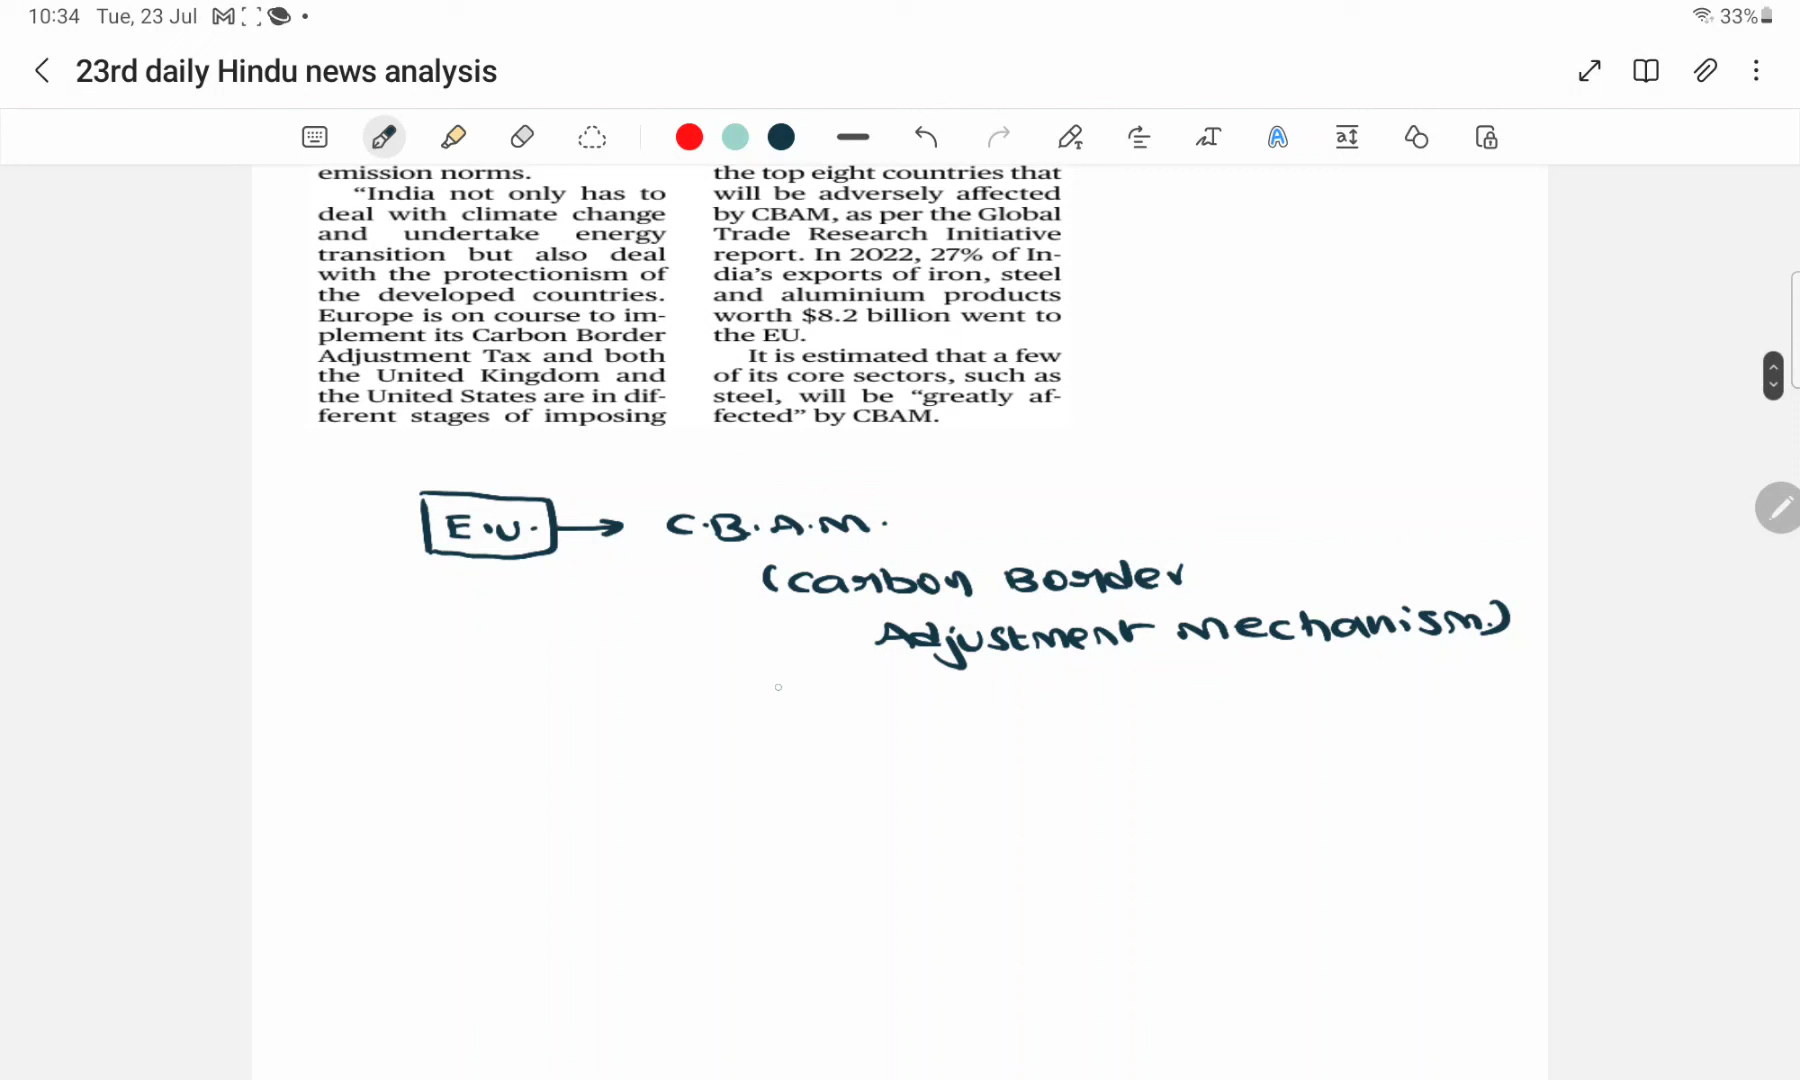 10:34 Tue, 23 Jul
33%
23rd daily Hindu news analysis
emission norms.
“India not only has to
deal with climate change
and undertake energy
transition but also deal
with the protectionism of
the developed countries.
Europe is on course to im-
plement its Carbon Border
Adjustment Tax and both
the United Kingdom and
the United States are in dif-
ferent stages of imposing
the top eight countries that
will be adversely affected
by CBAM, as per the Global
Trade Research Initiative
report. In 2022, 27% of In-
dia’s exports of iron, steel
and aluminium products
worth $8.2 billion went to
the EU.
It is estimated that a few
of its core sectors, such as
steel, will be “greatly af-
fected” by CBAM.
E.U. → C.B.A.M.
(Carbon Border
Adjustment Mechanism.)